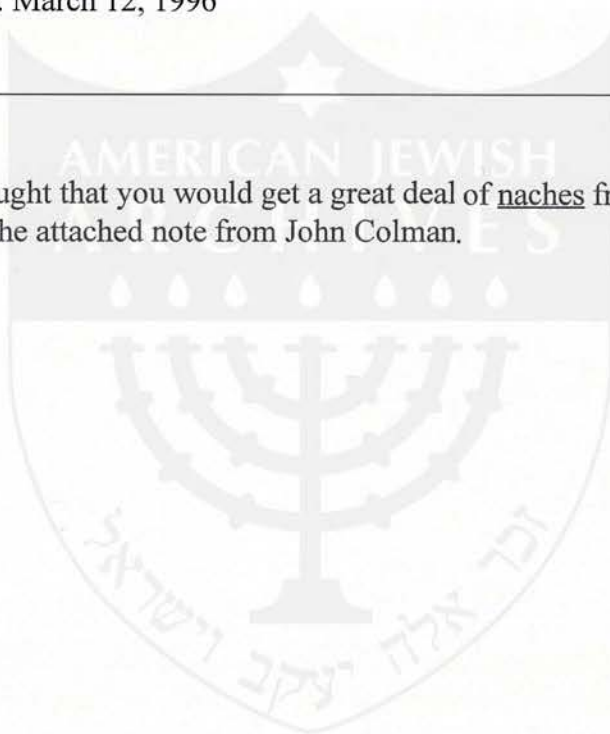 March 12, 1996
AMERICAN JEWISH
ARCHIVES
ught that you would get a great deal of naches fr
he attached note from John Colman.
זכר אלה יעקב וישראל